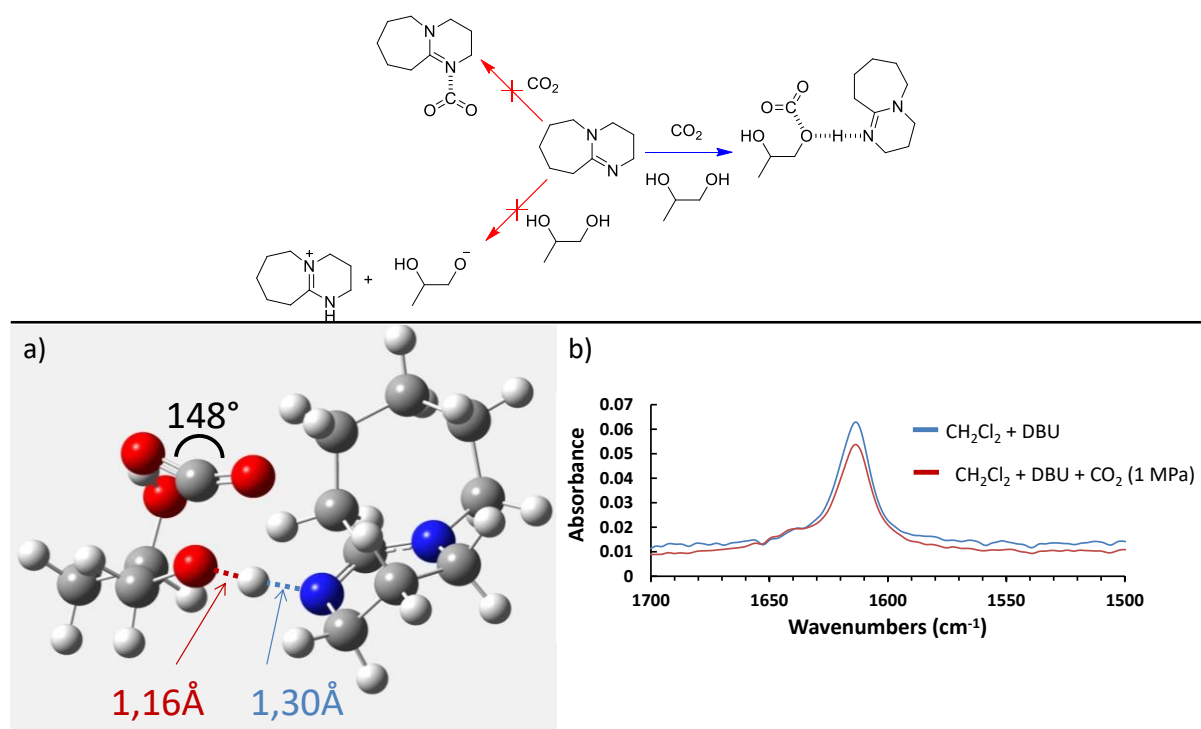 N
N
CO₂
C
O O
N
N
CO₂
HO OH
O
C
O
HO
O H N
N
HO OH
+
N
N
H
+
HO O⁻
a)
148°
1,16Å 1,30Å
b)
0.07
0.06
0.05
0.04
0.03
0.02
0.01
0
Absorbance
CH₂Cl₂ + DBU
CH₂Cl₂ + DBU + CO₂ (1 MPa)
1700 1650 1600 1550 1500
Wavenumbers (cm⁻¹)